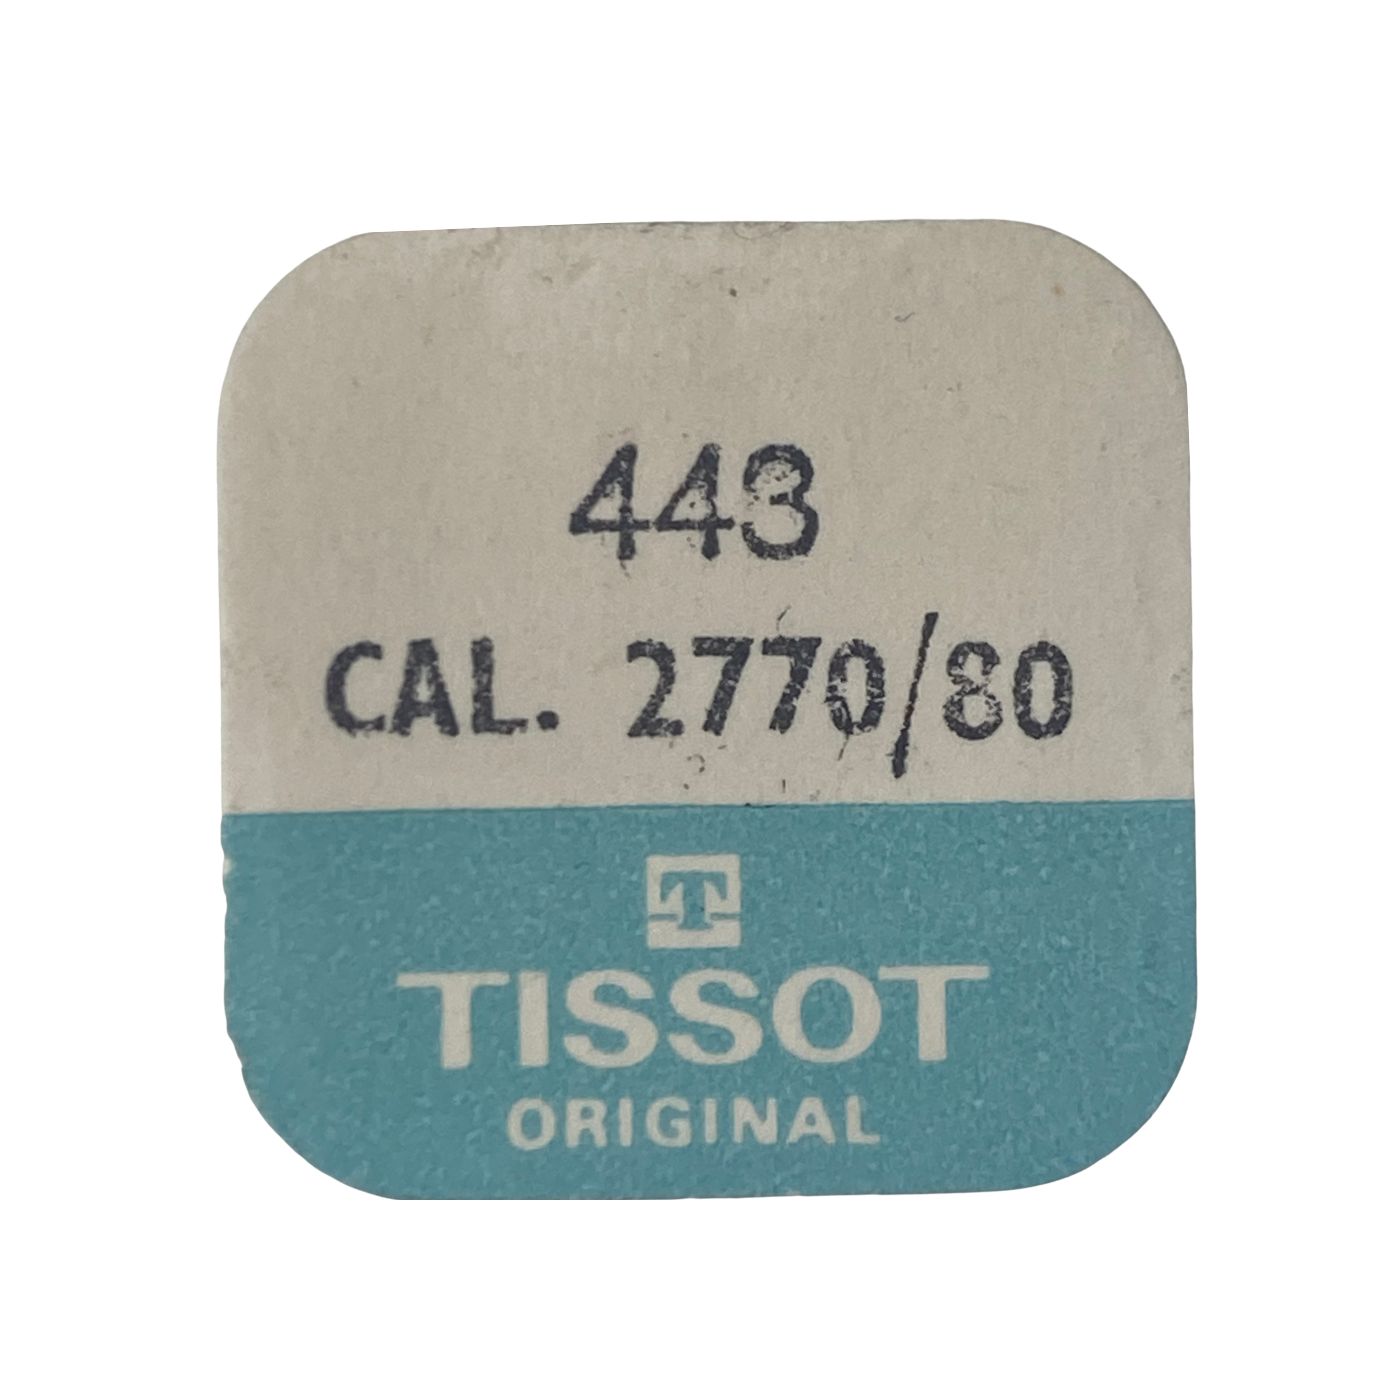 443
CAL. 2770/80
T
TISSOT
ORIGINAL